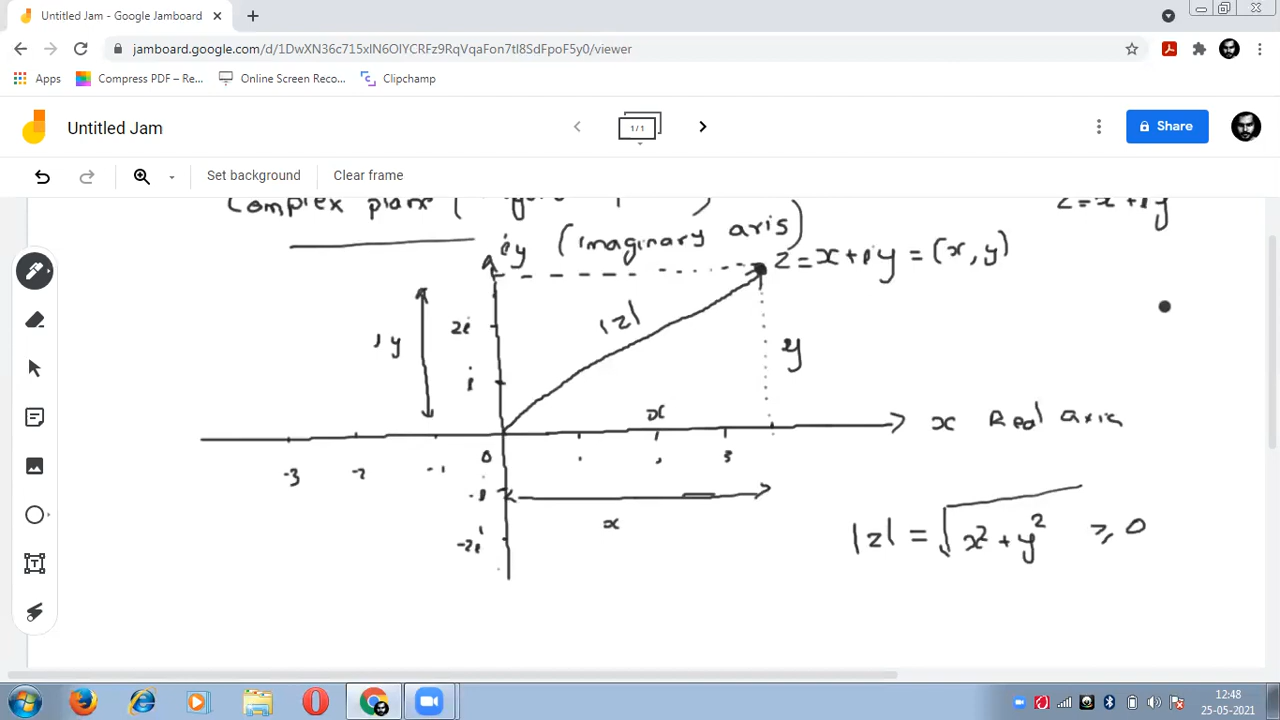 Untitled Jam - Google Jamboard
jamboard.google.com/d/1DwXN36c715xIN6OlYCRFz9RqVqaFon7tI8SdFpoF5y0/viewer
Apps Compress PDF – Re... Online Screen Reco... Clipchamp
Untitled Jam
1/1
Share
Set background Clear frame
Complex plane (
z=x+iy
iy (imaginary axis)
z=x+iy=(x,y)
|z|
2i
y
y
i
x
x Real axis
-3 -2 -1 0 3
-i
x
-2i
|z| = √x²+y² ≥ 0
12:48
25-05-2021